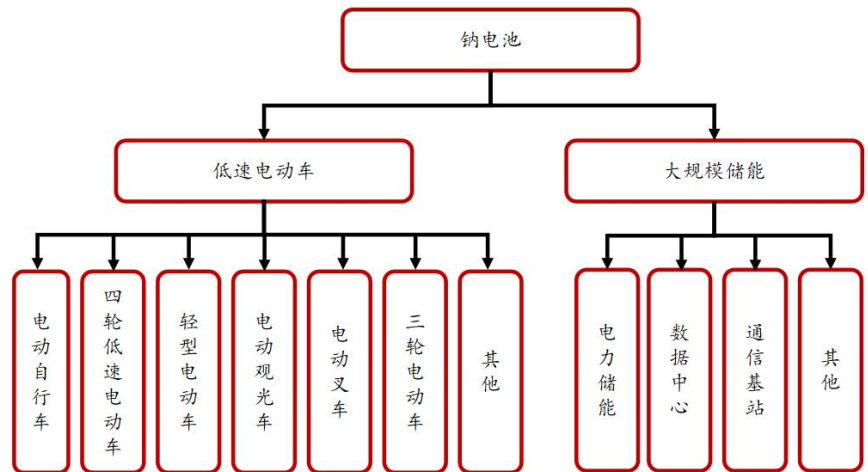 钠电池
低速电动车
大规模储能
电动自行车
四轮低速电动车
轻型电动车
电动观光车
电动叉车
三轮电动车
其他
电力储能
数据中心
通信基站
其他